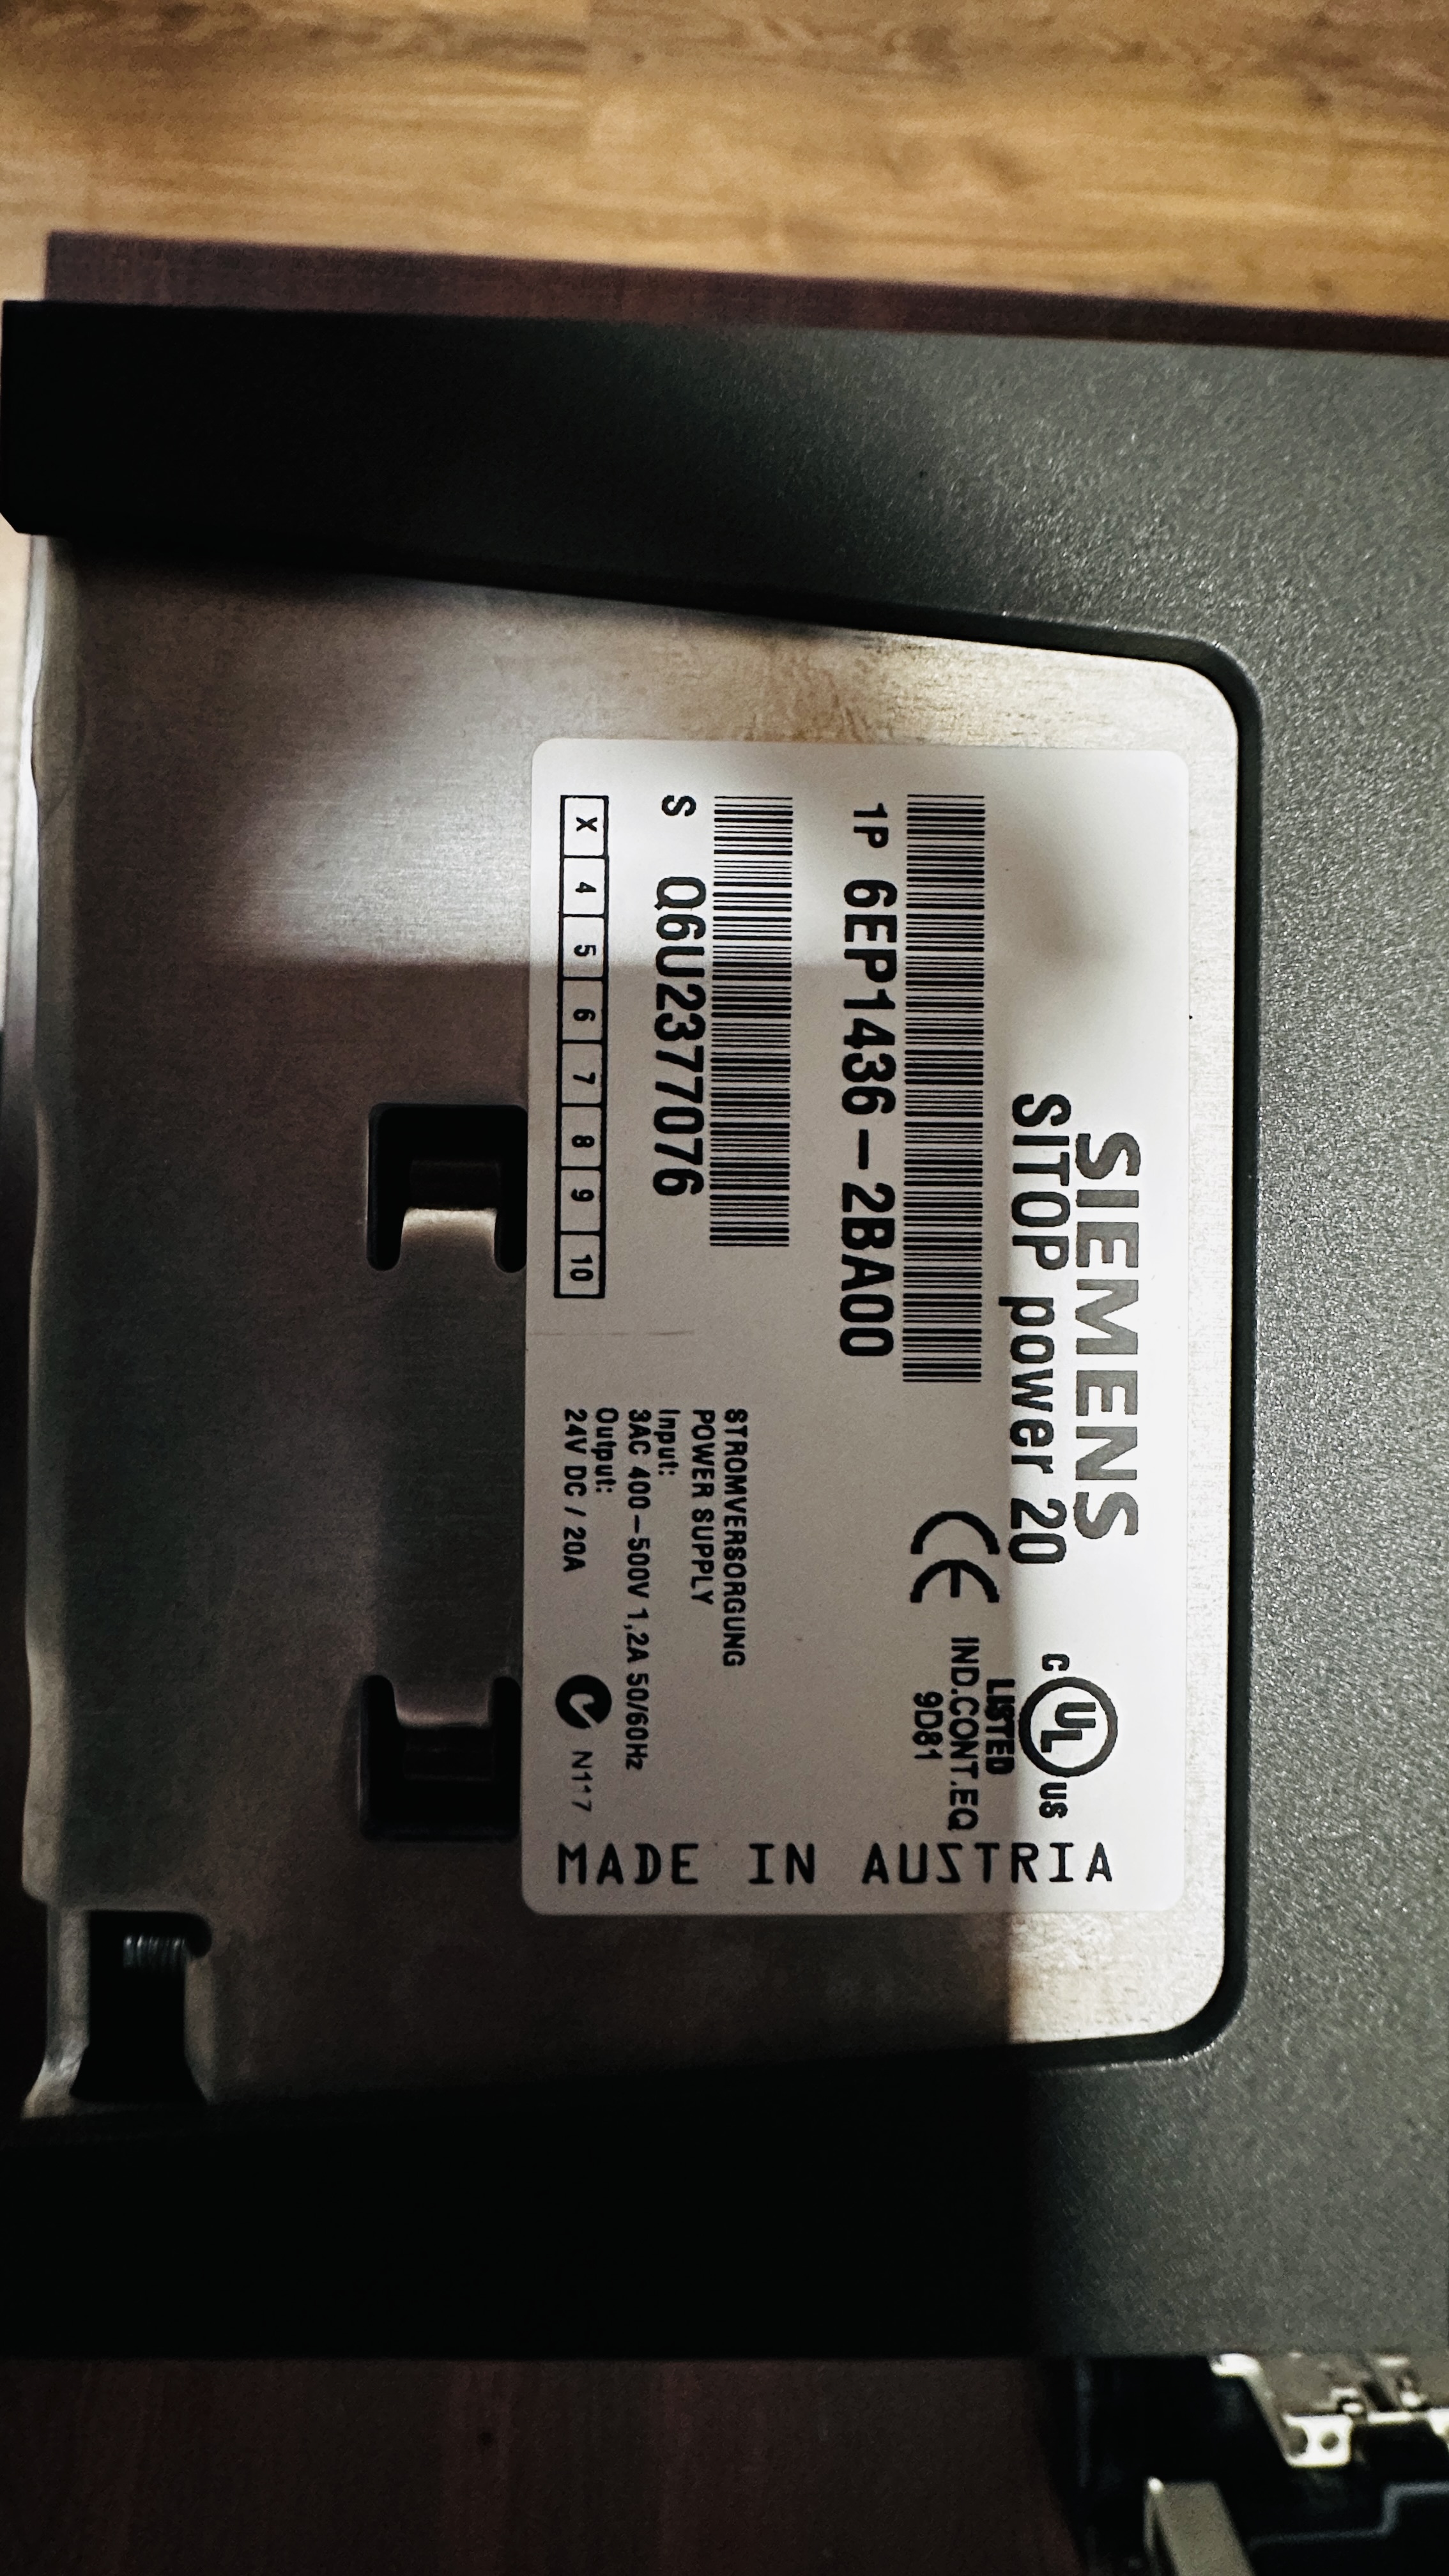 SIEMENS
SITOP power 20
1P 6EP1436-2BA00
S Q6U2377076
X 4 5 6 7 8 9 10
C UL US
LISTED
IND.CONT.EQ
9D81
CE
STROMVERSORGUNG
POWER SUPPLY
Input:
3AC 400-500V 1,2A 50/60Hz
Output:
24V DC / 20A
N117
MADE IN AUSTRIA